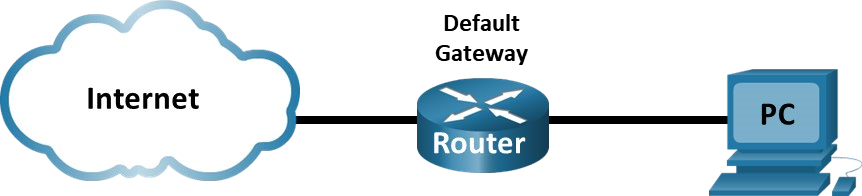 Internet
Default
Gateway
Router
PC